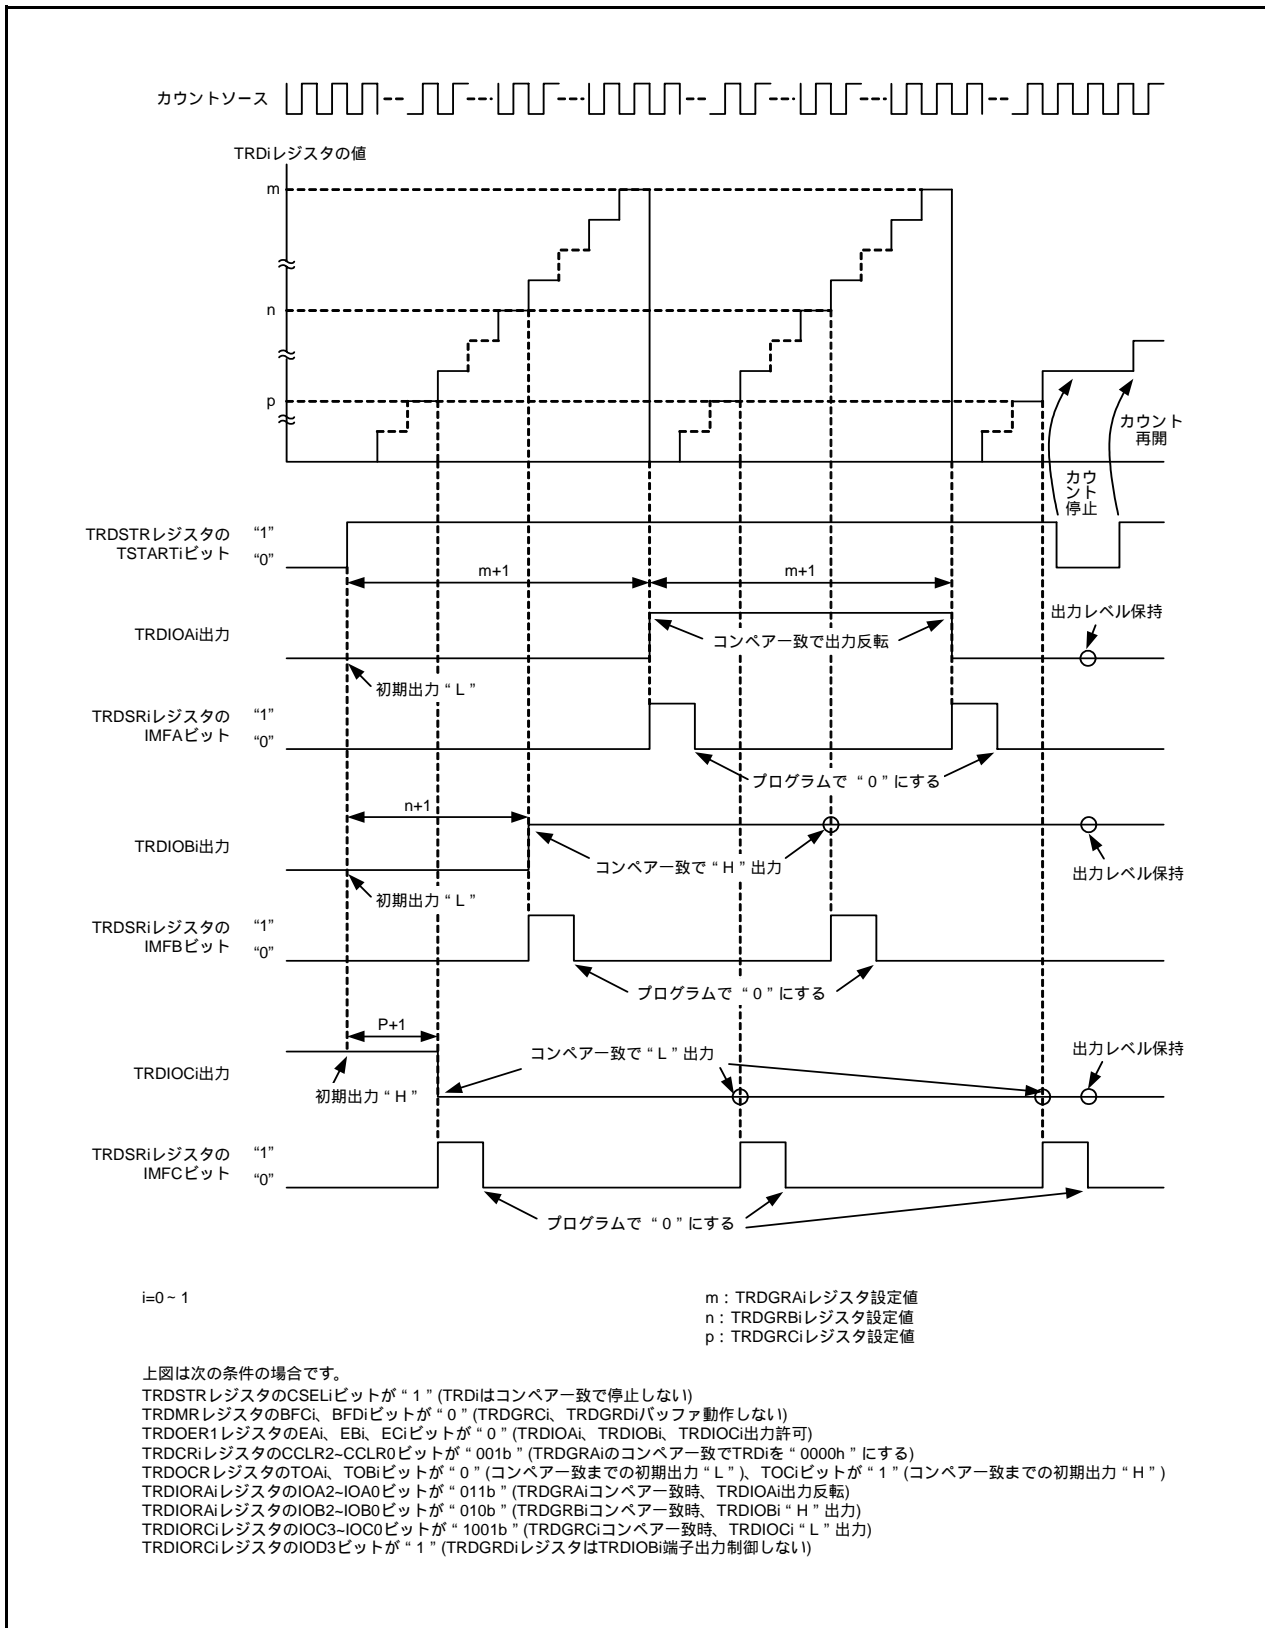 カウントソース
TRDiレジスタの値
m
n
p
カウント
再開
カウ
ント
停止
TRDSTRレジスタの
TSTARTiビット
“1”
“0”
m+1
m+1
TRDIOAi出力
初期出力 “ L ”
コンペア一致で出力反転
出力レベル保持
TRDSRiレジスタの
IMFAビット
“1”
“0”
プログラムで “ 0 ” にする
n+1
TRDIOBi出力
初期出力 “ L ”
コンペア一致で “ H ” 出力
出力レベル保持
TRDSRiレジスタの
IMFBビット
“1”
“0”
プログラムで “ 0 ” にする
P+1
TRDIOCi出力
初期出力 “ H ”
コンペア一致で “ L ” 出力
出力レベル保持
TRDSRiレジスタの
IMFCビット
“1”
“0”
プログラムで “ 0 ” にする
i=0 ~ 1
m : TRDGRAiレジスタ設定値
n : TRDGRBiレジスタ設定値
p : TRDGRCiレジスタ設定値
上図は次の条件の場合です。
TRDSTRレジスタのCSELiビットが “ 1 ” (TRDiはコンペア一致で停止しない)
TRDMRレジスタのBFCi、BFDiビットが “ 0 ” (TRDGRCi、TRDGRDiバッファ動作しない)
TRDOER1レジスタのEAi、EBi、ECiビットが “ 0 ” (TRDIOAi、TRDIOBi、TRDIOCi出力許可)
TRDCRiレジスタのCCLR2~CCLR0ビットが “ 001b ” (TRDGRAiのコンペア一致でTRDiを “ 0000h ” にする)
TRDOCRレジスタのTOAi、TOBiビットが “ 0 ” (コンペア一致までの初期出力 “ L ” )、TOCiビットが “ 1 ” (コンペア一致までの初期出力 “ H ” )
TRDIORAiレジスタのIOA2~IOA0ビットが “ 011b ” (TRDGRAiコンペア一致時、TRDIOAi出力反転)
TRDIORAiレジスタのIOB2~IOB0ビットが “ 010b ” (TRDGRBiコンペア一致時、TRDIOBi “ H ” 出力)
TRDIORCiレジスタのIOC3~IOC0ビットが “ 1001b ” (TRDGRCiコンペア一致時、TRDIOCi “ L ” 出力)
TRDIORCiレジスタのIOD3ビットが “ 1 ” (TRDGRDiレジスタはTRDIOBi端子出力制御しない)